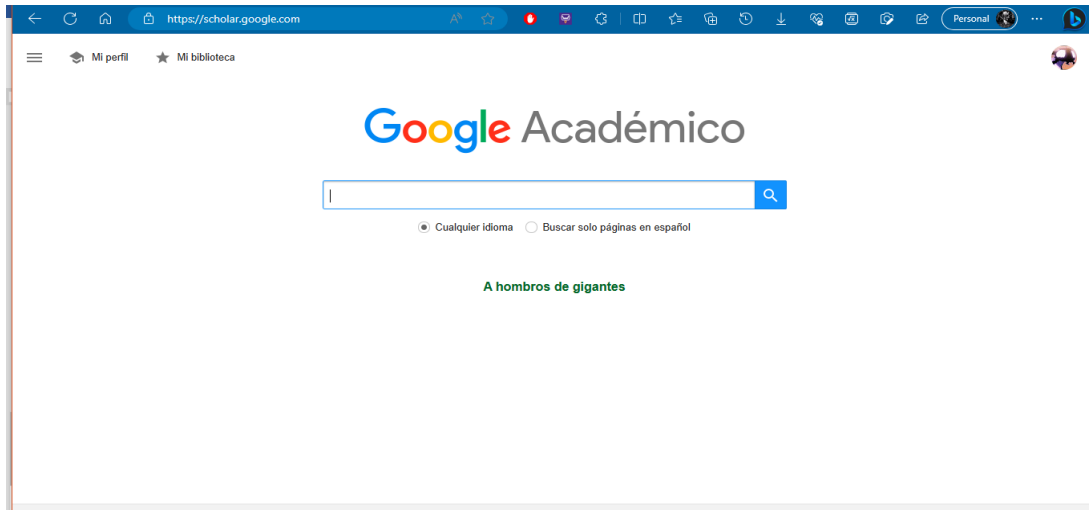 https://scholar.google.com
Personal
Mi perfil
Mi biblioteca
Google Académico
Cualquier idioma
Buscar solo páginas en español
A hombros de gigantes